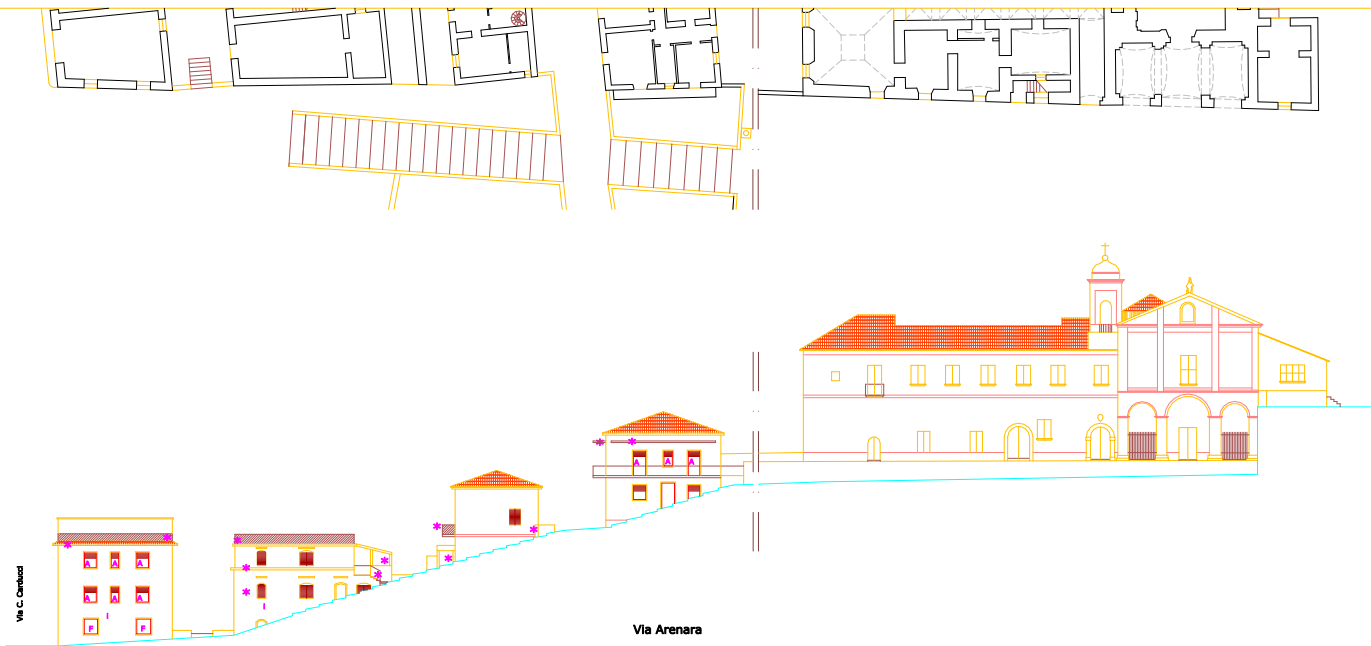 A A A
A A A
A A A
I
I
F F
Via C. Carducci
Via Arenara